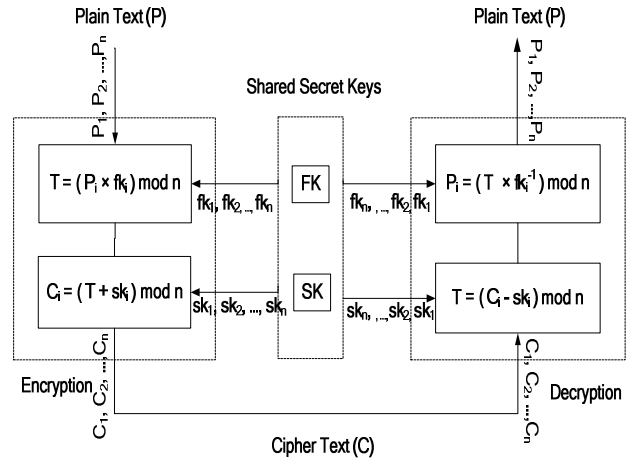 Plain Text (P)
Plain Text (P)
P1, P2, ...,Pn
P1, P2, ...,Pn
Shared Secret Keys
T = ( Pi × fki ) mod n
FK
Pi = (T × fki-1) mod n
fk1, fk2, .., fkn
fkn, , ..., fk2, fk1
Ci = (T + ski) mod n
SK
T = (Ci - ski) mod n
sk1, sk2, ..., skn
skn, , ..., sk2, sk1
Encryption
C1, C2, ...,Cn
C1, C2, ...,Cn
Decryption
Cipher Text (C)